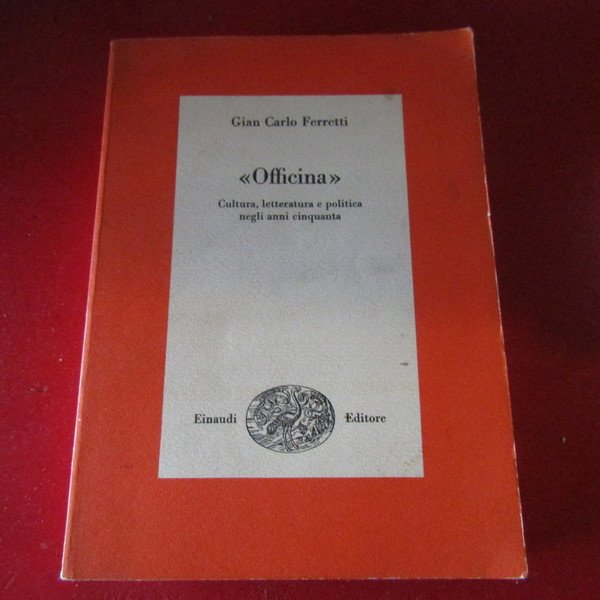 Gian Carlo Ferretti
«Officina»
Cultura, letteratura e politica
negli anni cinquanta
Einaudi Editore